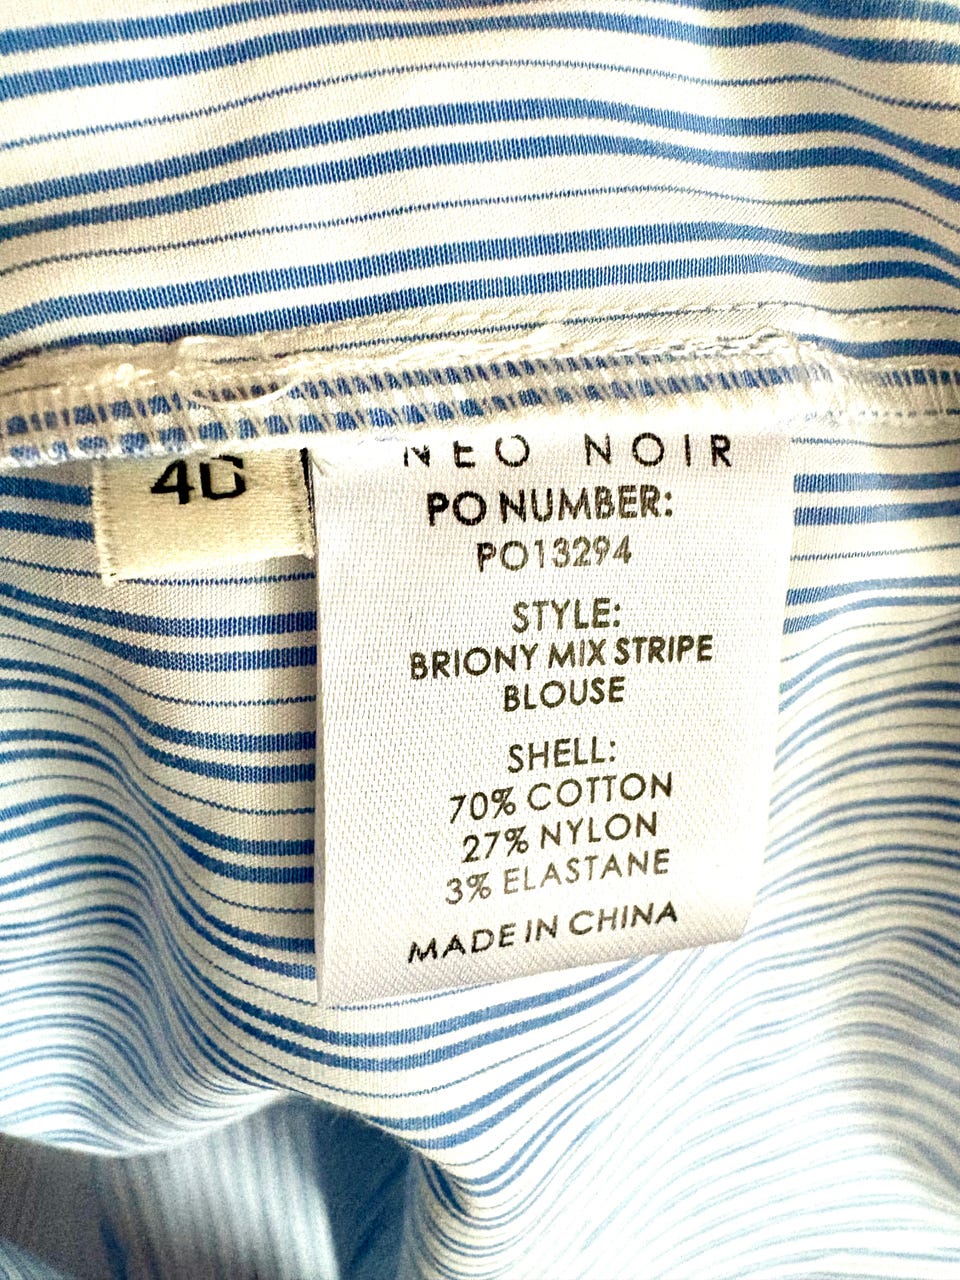 40
NEO NOIR
PO NUMBER:
PO13294
STYLE:
BRIONY MIX STRIPE
BLOUSE
SHELL:
70% COTTON
27% NYLON
3% ELASTANE
MADE IN CHINA